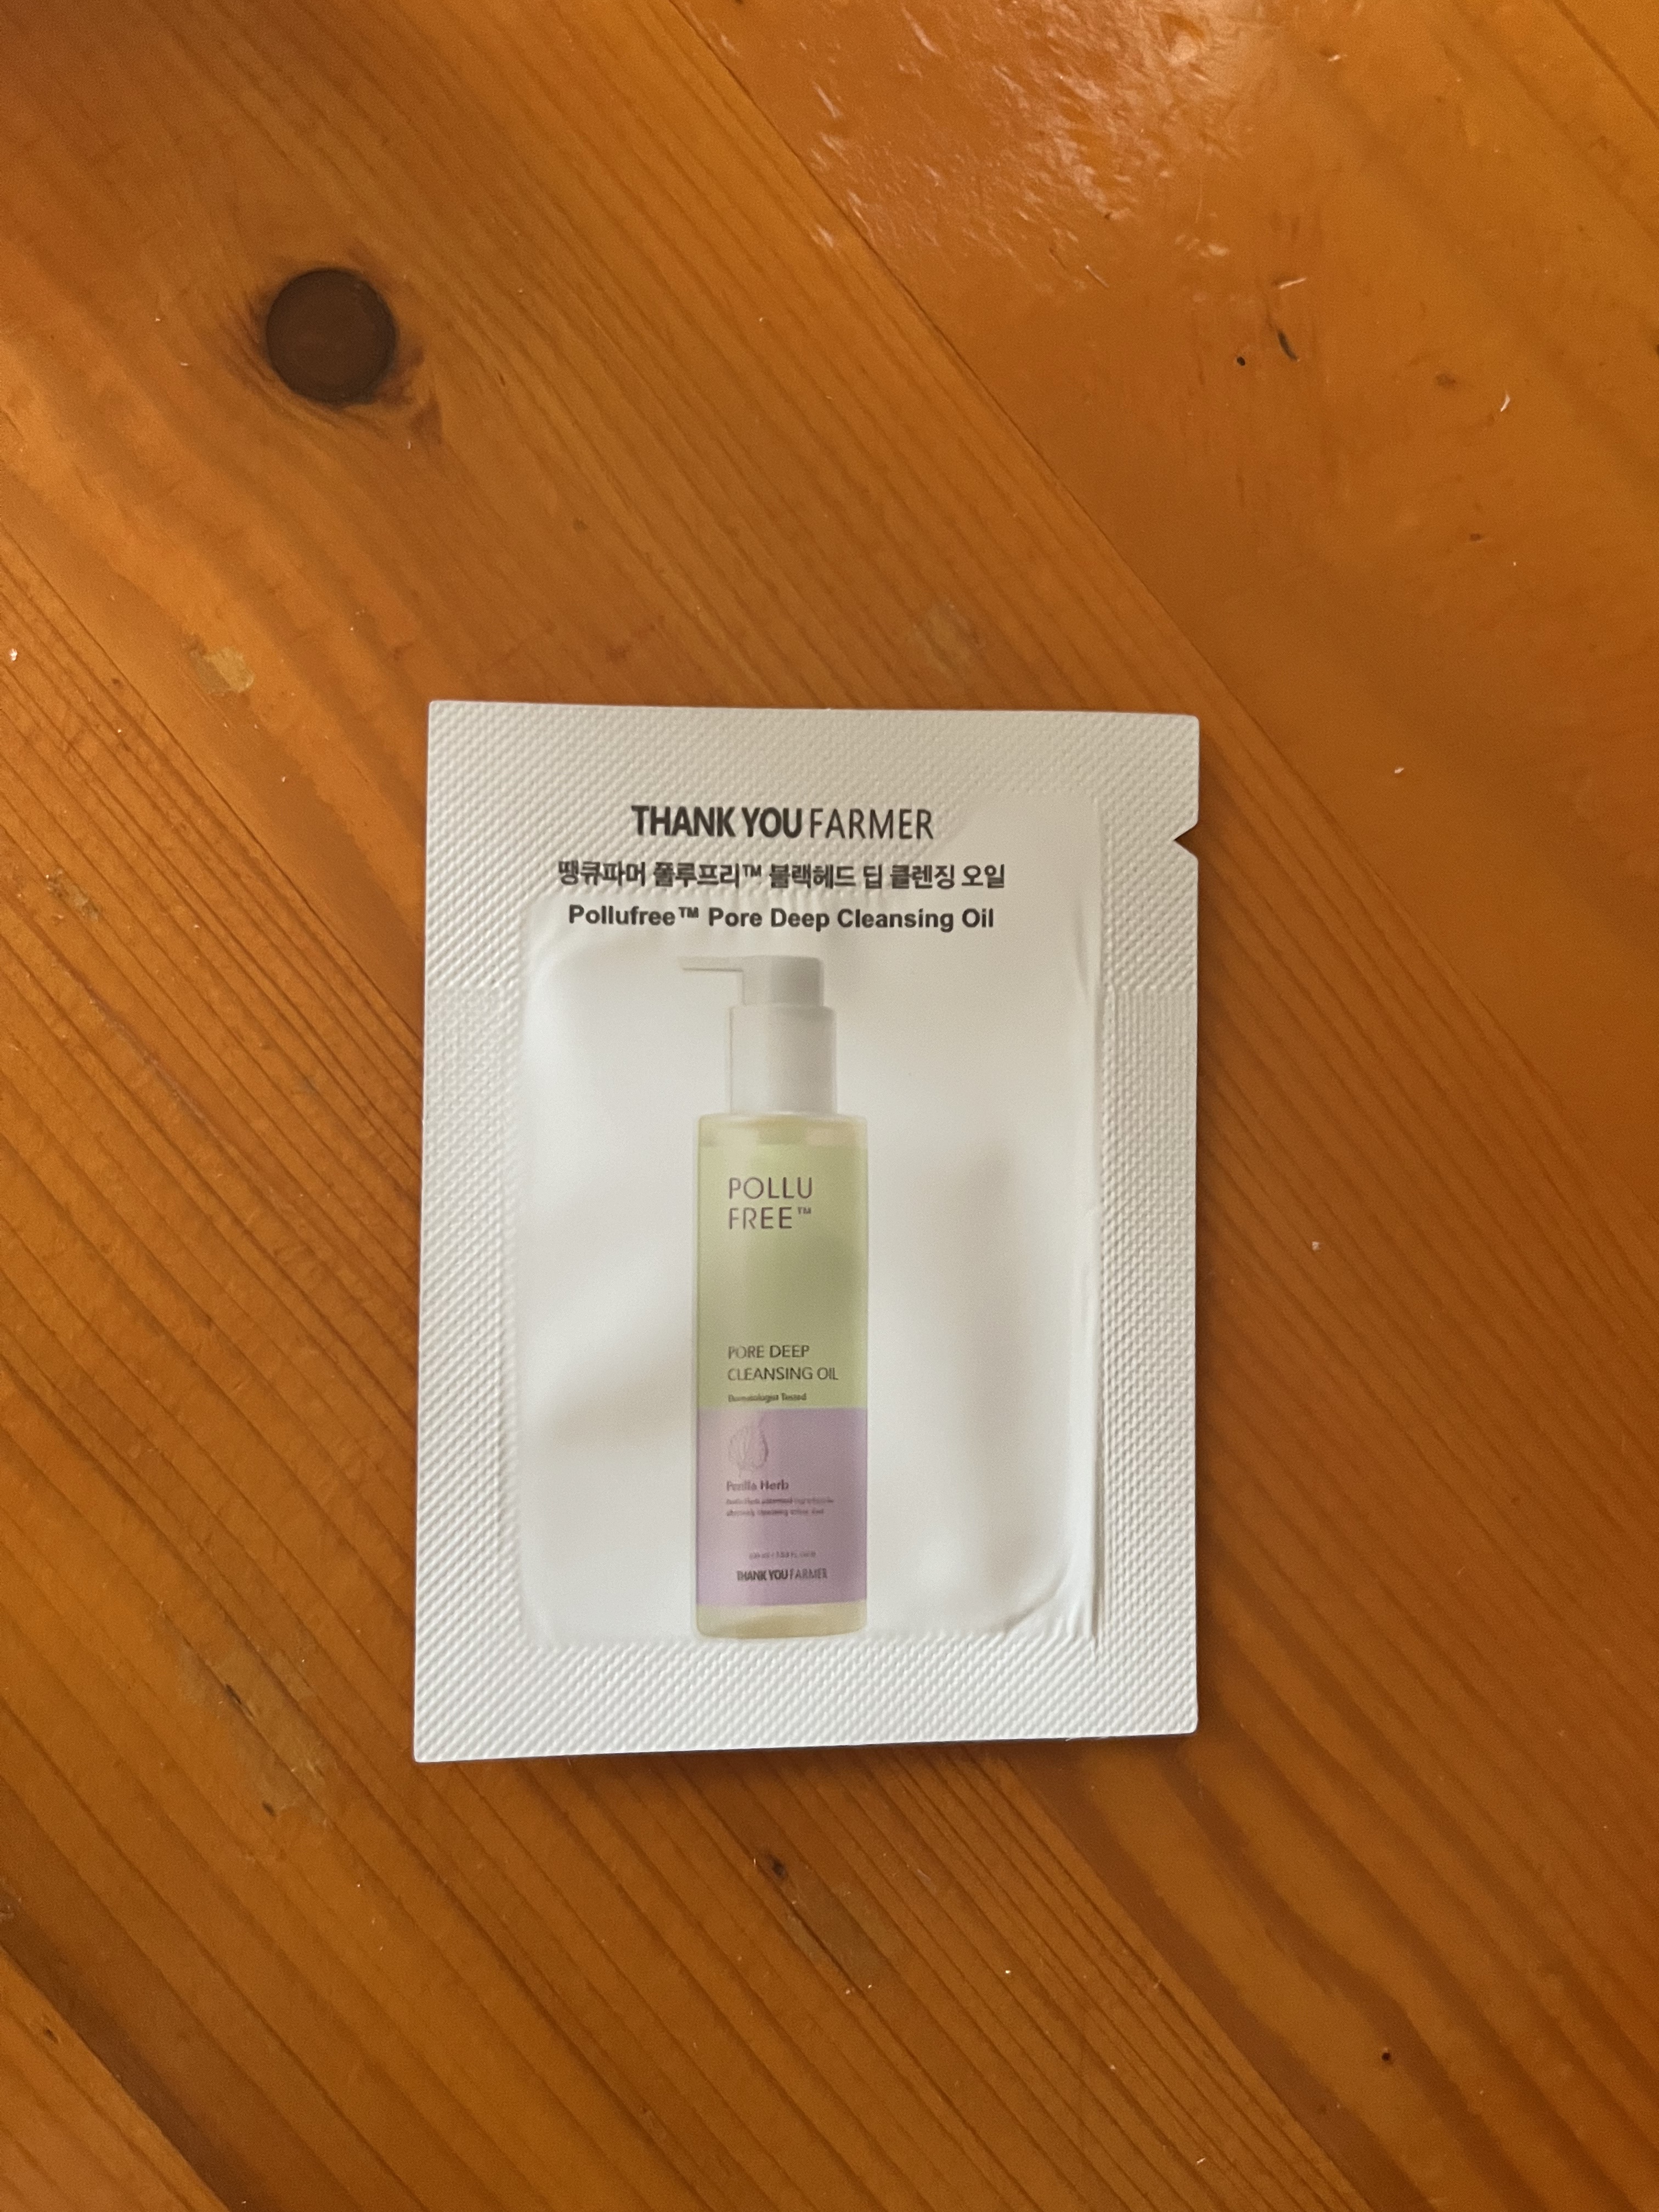 THANK YOU FARMER
땡큐파머 폴루프리™ 블랙헤드 딥 클렌징 오일
Pollufree™ Pore Deep Cleansing Oil
POLLU
FREE™
PORE DEEP
CLEANSING OIL
Dermatologist Tested
Perilla Herb
THANK YOU FARMER